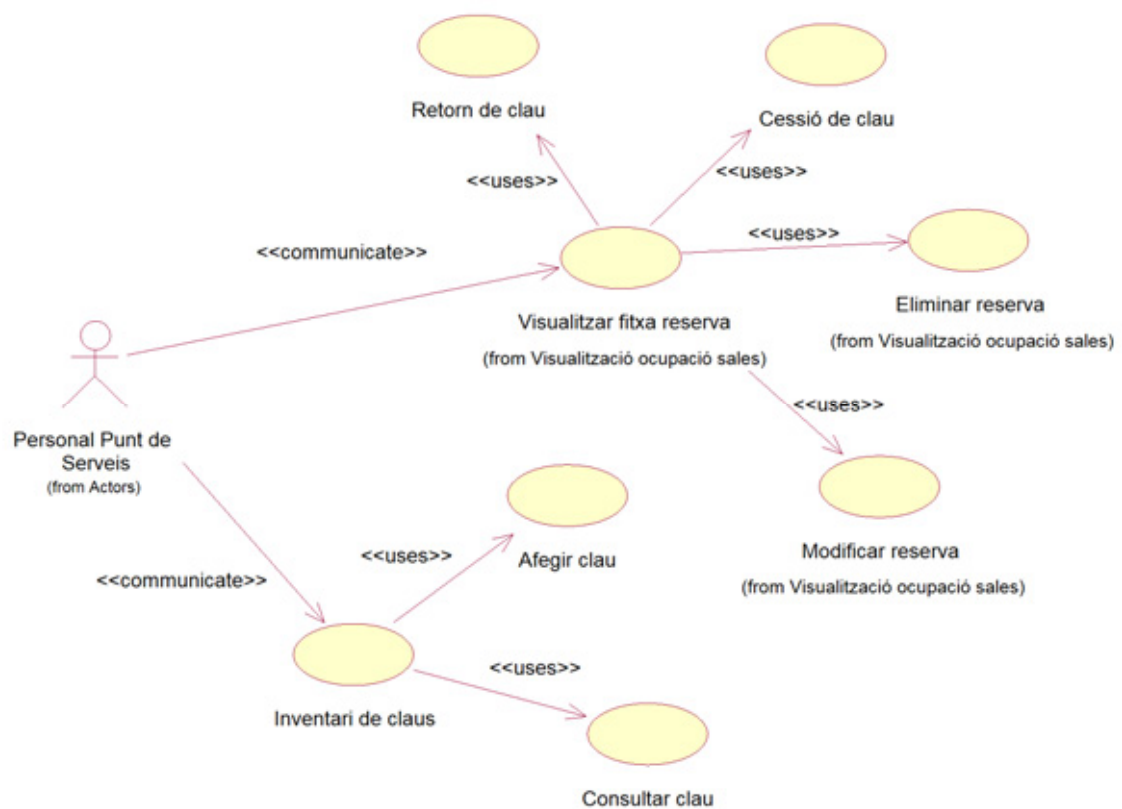 Retorn de clau
Cessió de clau
<<uses>>
<<uses>>
<<communicate>>
<<uses>>
Visualitzar fitxa reserva
(from Visualització ocupació sales)
Eliminar reserva
(from Visualització ocupació sales)
<<uses>>
Personal Punt de
Serveis
(from Actors)
<<communicate>>
<<uses>>
Afegir clau
Modificar reserva
(from Visualització ocupació sales)
Inventari de claus
<<uses>>
Consultar clau